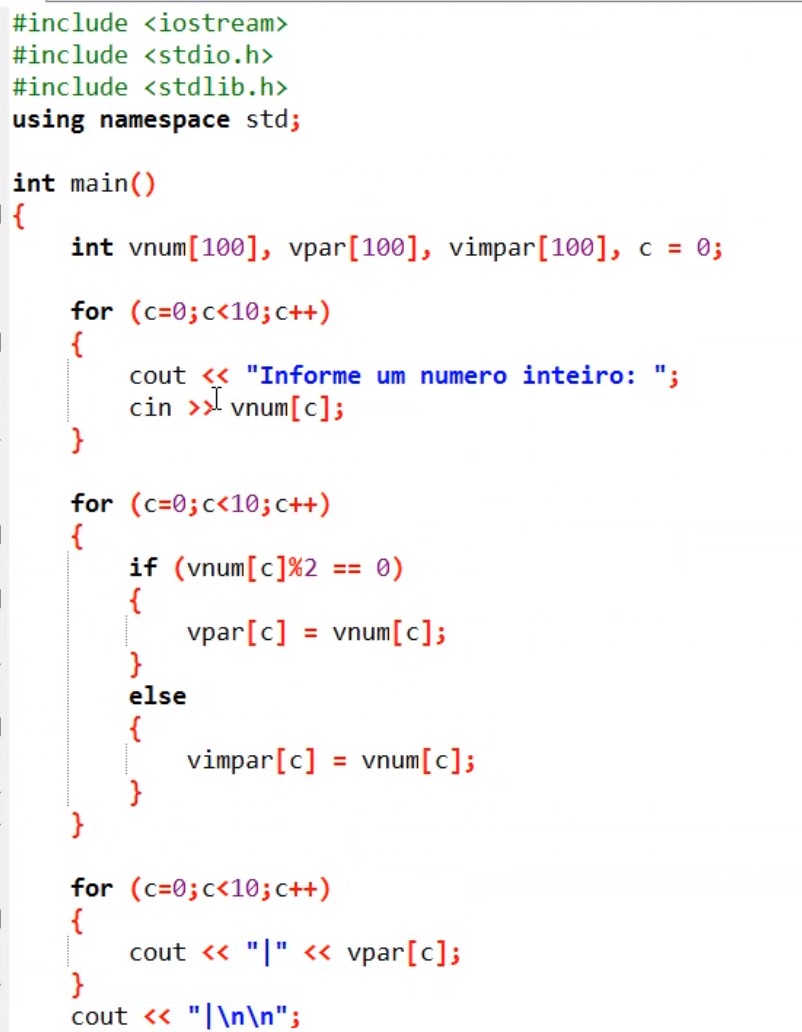 #include <iostream>
#include <stdio.h>
#include <stdlib.h>
using namespace std;
int main()
{
int vnum[100], vpar[100], vimpar[100], c = 0;
for (c=0;c<10;c++)
{
cout << "Informe um numero inteiro: ";
cin >> vnum[c];
}
for (c=0;c<10;c++)
{
if (vnum[c]%2 == 0)
{
vpar[c] = vnum[c];
}
else
{
vimpar[c] = vnum[c];
}
}
for (c=0;c<10;c++)
{
cout << "|" << vpar[c];
}
cout << "|\n\n";